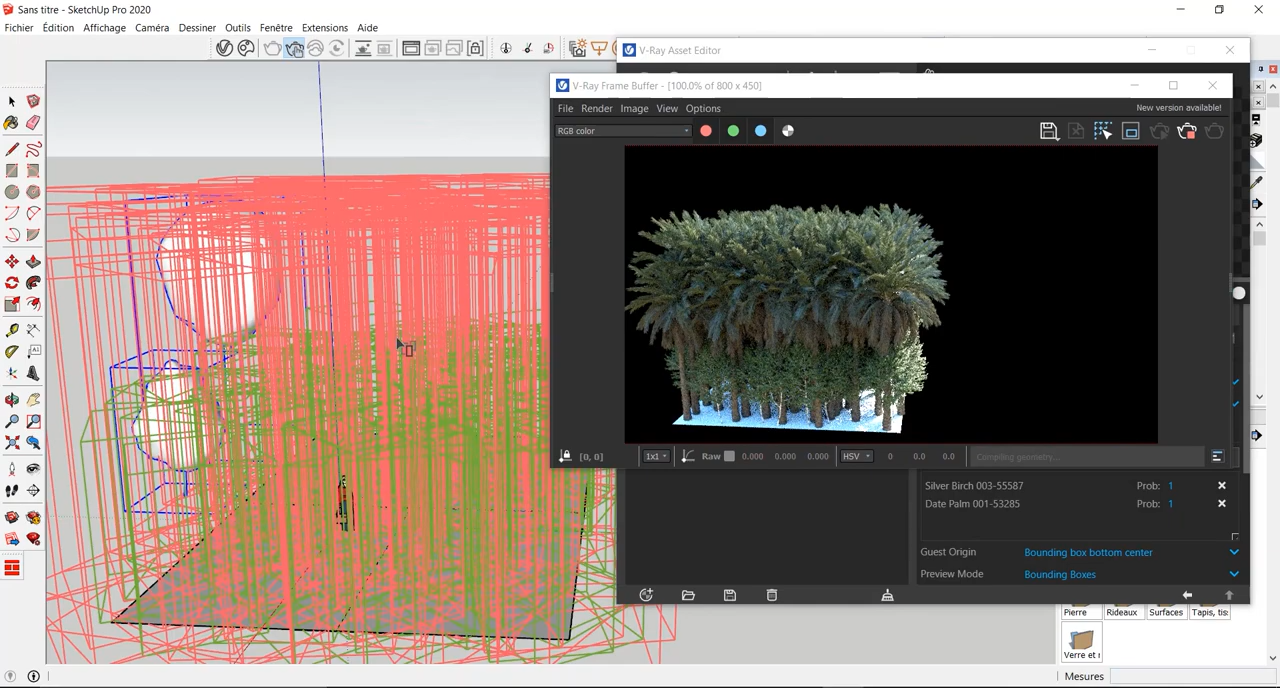 Sans titre - SketchUp Pro 2020
Fichier Édition Affichage Caméra Dessiner Outils Fenêtre Extensions Aide
V-Ray Asset Editor
V-Ray Frame Buffer - [100.0% of 800 x 450]
File Render Image View Options
New version available!
RGB color
[0, 0]
1x1
Raw 0.000 0.000 0.000
HSV 0 0.0 0.0
Compiling geometry...
Silver Birch 003-55587 Prob: 1
Date Palm 001-53285 Prob: 1
Guest Origin Bounding box bottom center
Preview Mode Bounding Boxes
Pierre Rideaux Surfaces Tapis, tis
Verre et
Mesures